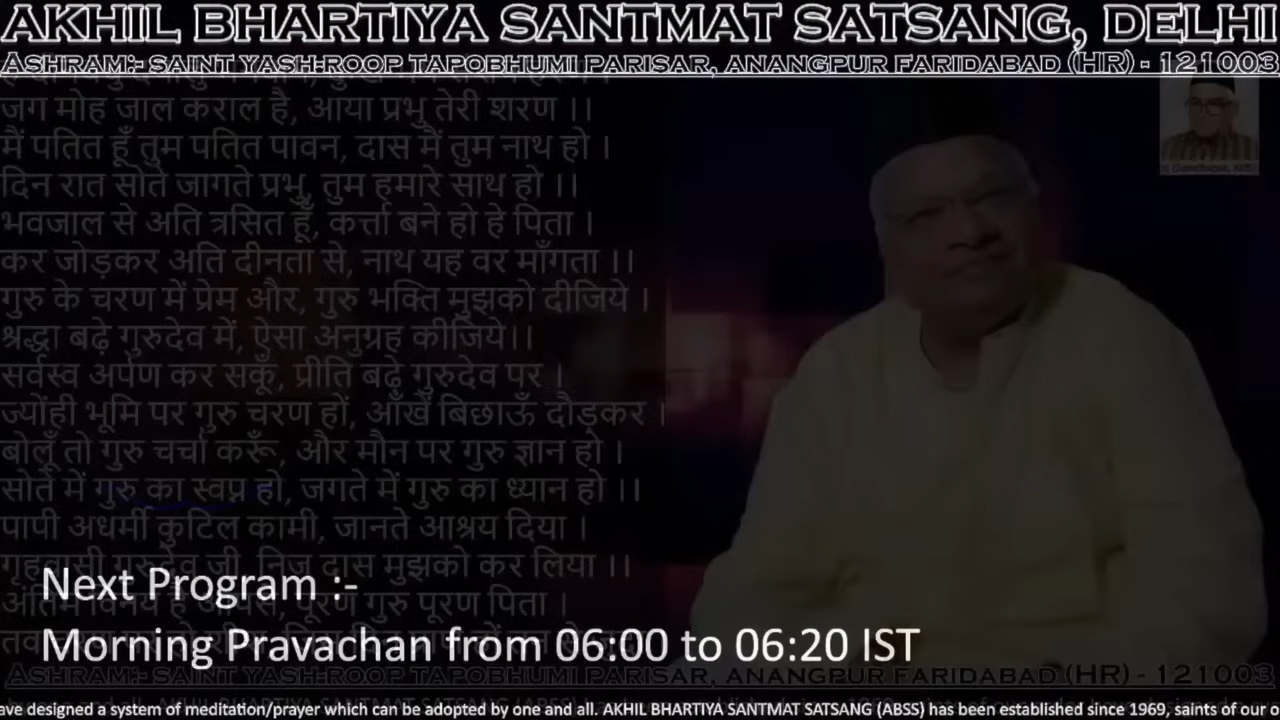 AKHIL BHARTIYA SANTMAT SATSANG, DELHI
ASHRAM:- SAINT YASH-ROOP TAPOBHUMI PARISAR, ANANGPUR FARIDABAD (HR) - 121003
जग मोह जाल कराल है, आया प्रभु तेरी शरण ।।
मैं पतित हूँ तुम पतित पावन, दास मैं तुम नाथ हो ।
दिन रात सोते जागते प्रभु, तुम हमारे साथ हो ।।
भवजाल से अति त्रसित हूँ, कर्त्ता बने हो हे पिता ।
कर जोड़कर अति दीनता से, नाथ यह वर माँगता ।।
गुरु के चरण में प्रेम और, गुरु भक्ति मुझको दीजिये ।
श्रद्धा बढ़े गुरुदेव में, ऐसा अनुग्रह कीजिये।।
सर्वस्व अर्पण कर सकूँ, प्रीति बढ़े गुरुदेव पर ।
ज्योंही भूमि पर गुरु चरण हों, आँखें बिछाऊँ दौड़कर ।
बोलूँ तो गुरु चर्चा करूँ, और मौन पर गुरु ज्ञान हो ।
सोते में गुरु का स्वप्न हो, जगते में गुरु का ध्यान हो ।।
पापी अधर्मी कुटिल कामी, जानते आश्रय दिया ।
गुरुदेव जी, निज दास मुझको कर लिया ।।
Next Program :-
पूरण गुरु पूरण पिता ।
Morning Pravachan from 06:00 to 06:20 IST
ASHRAM:- SAINT YASH-ROOP TAPOBHUMI PARISAR, ANANGPUR FARIDABAD (HR) - 121003
ave designed a system of meditation/prayer which can be adopted by one and all. AKHIL BHARTIYA SANTMAT SATSANG (ABSS) has been established since 1969, saints of our o